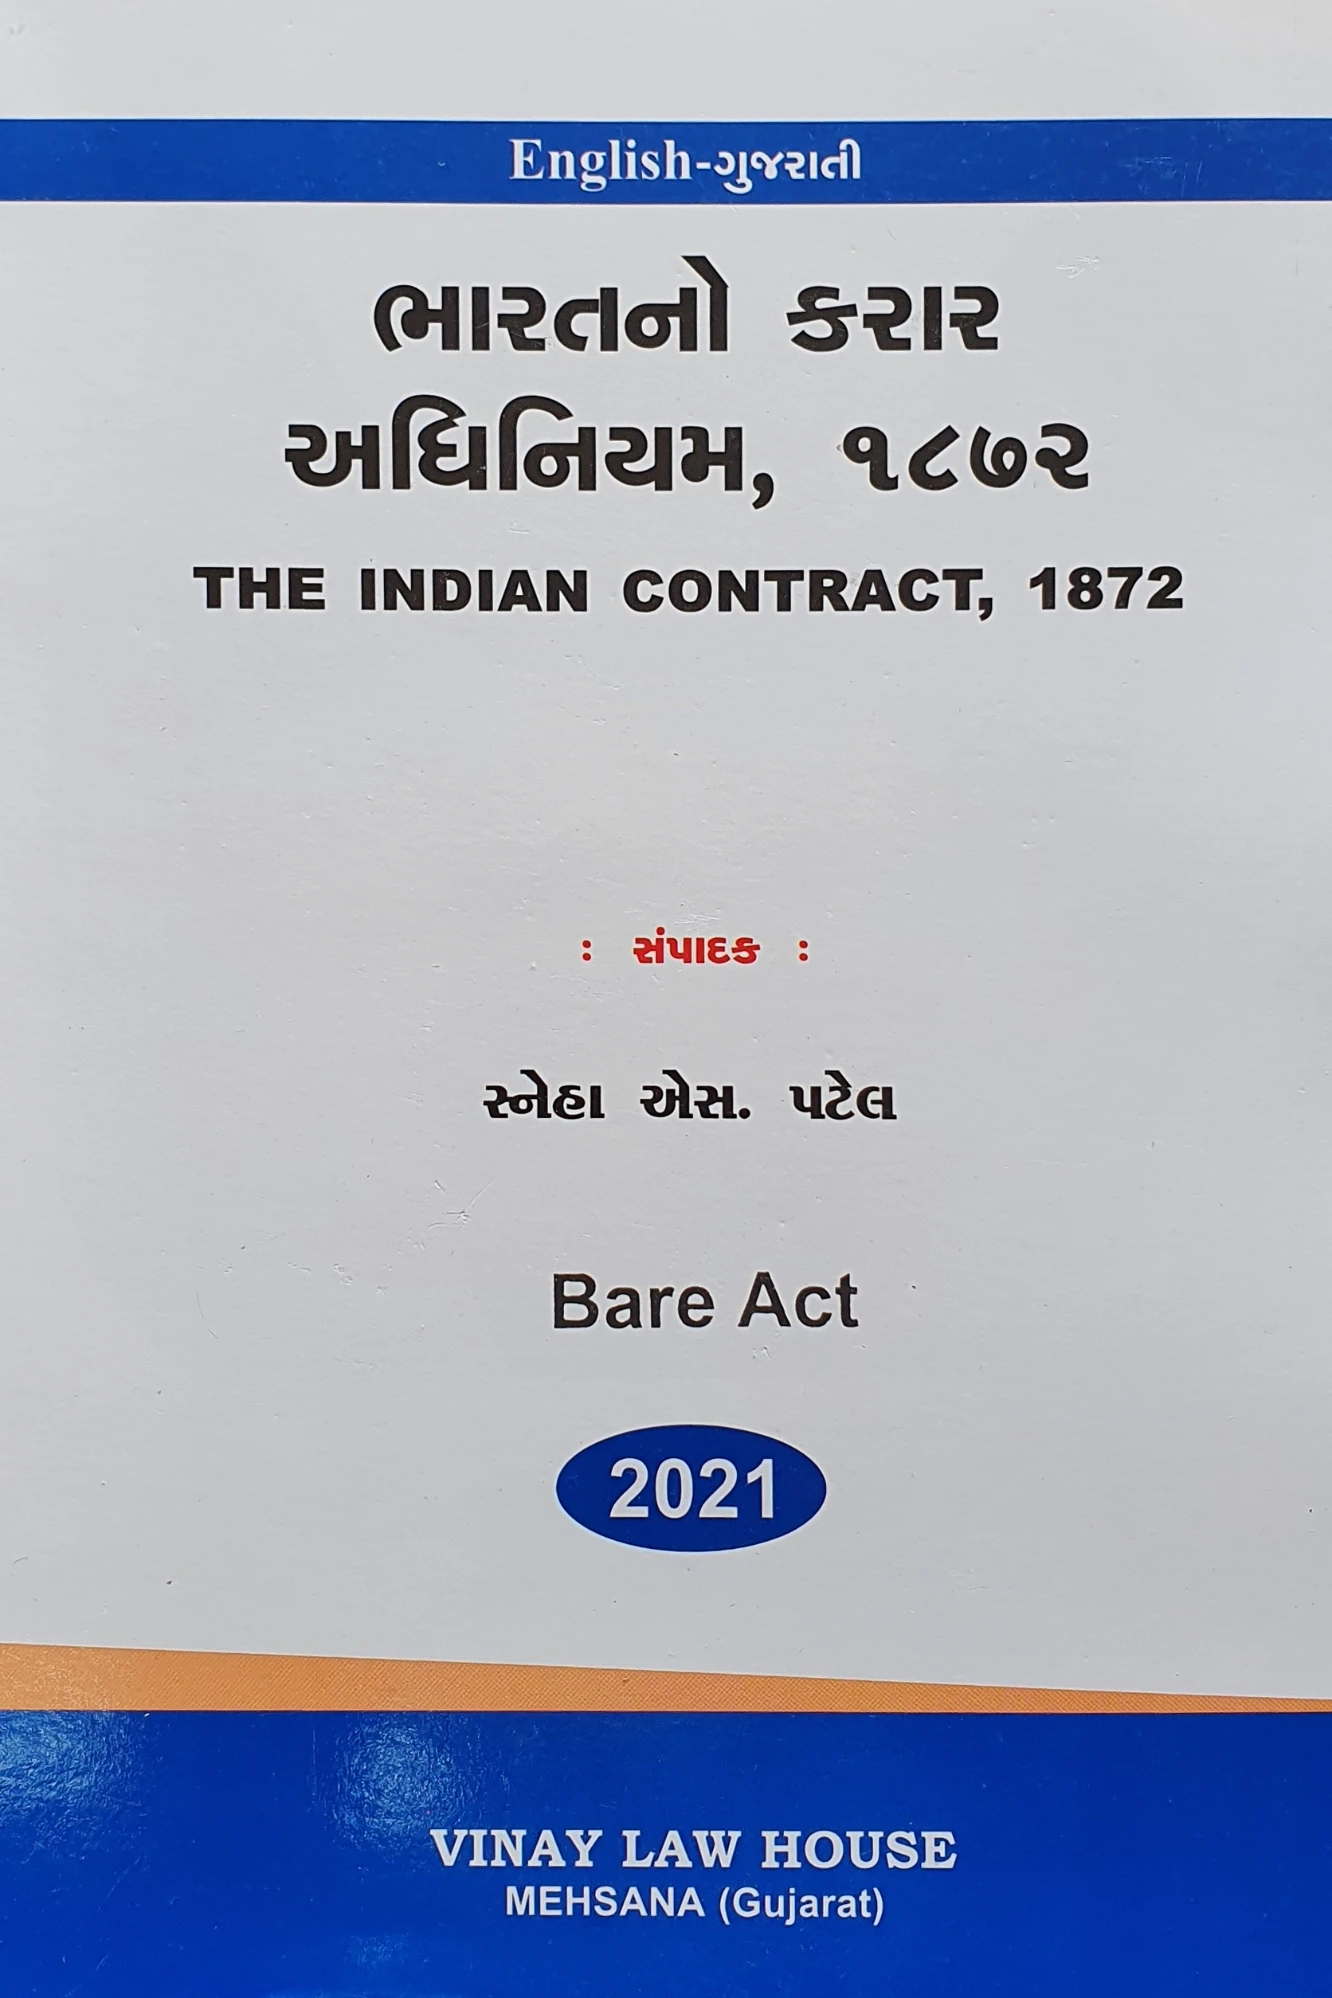 English-ગુજરાતી
ભારતનો કરાર
અધિનિયમ, ૧૮૭૨
THE INDIAN CONTRACT, 1872
: સંપાદક :
સ્નેહા એસ. પટેલ
Bare Act
2021
VINAY LAW HOUSE
MEHSANA (Gujarat)